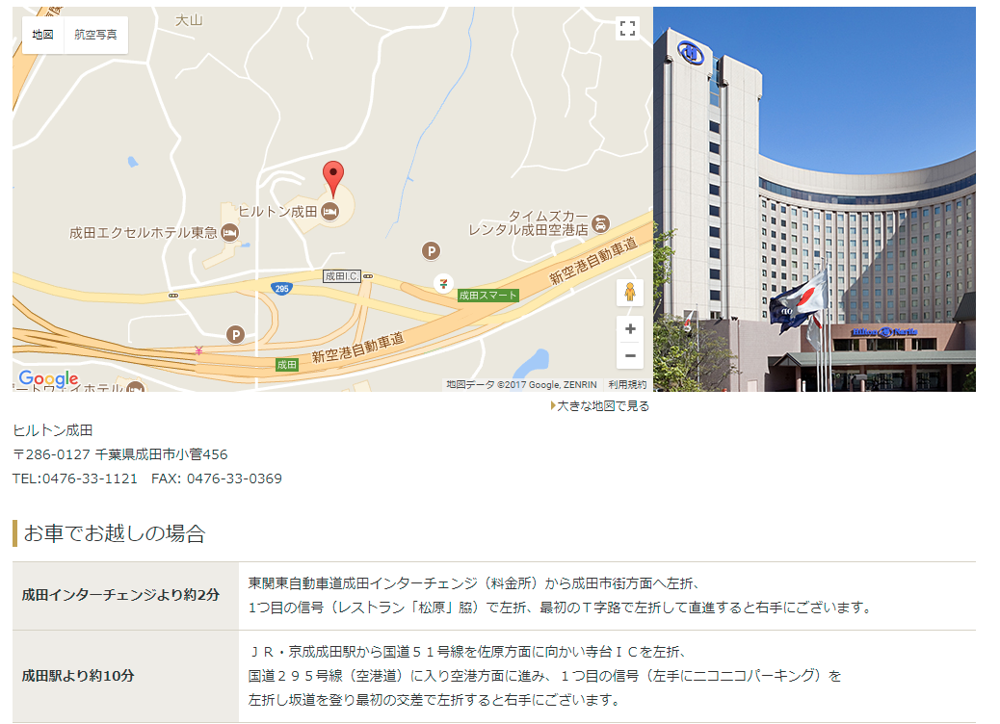 大山
地図 航空写真
ヒルトン成田
成田エクセルホテル東急
タイムズカー
レンタル成田空港店
P
新空港自動車道
成田I.C.
295
成田スマート
P
新空港自動車道
成田
Google
ートウェイホテル
地図データ ©2017 Google, ZENRIN 利用規約
Hilton Narita
大きな地図で見る
ヒルトン成田
〒286-0127 千葉県成田市小菅456
TEL:0476-33-1121 FAX: 0476-33-0369
お車でお越しの場合
成田インターチェンジより約2分
東関東自動車道成田インターチェンジ（料金所）から成田市街方面へ左折、
1つ目の信号（レストラン「松原」脇）で左折、最初のＴ字路で左折して直進すると右手にございます。
成田駅より約10分
ＪＲ・京成成田駅から国道５１号線を佐原方面に向かい寺台ＩＣを左折、
国道２９５号線（空港道）に入り空港方面に進み、１つ目の信号（左手にニコニコパーキング）を
左折し坂道を登り最初の交差で左折すると右手にございます。